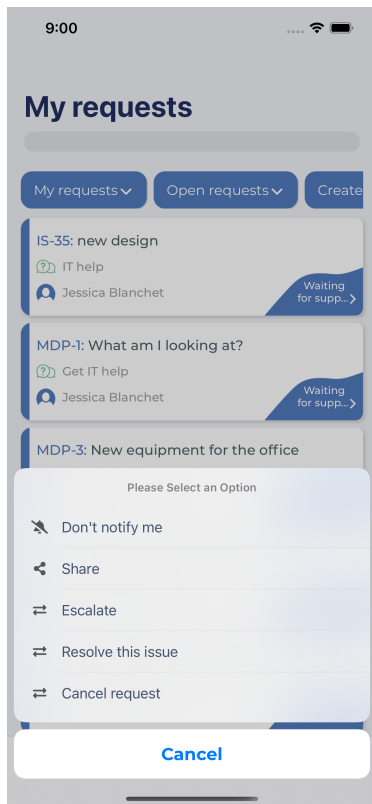 9:00
My requests
My requests
Open requests
Create
IS-35: new design
IT help
Jessica Blanchet
Waiting
for supp...
MDP-1: What am I looking at?
Get IT help
Jessica Blanchet
Waiting
for supp...
MDP-3: New equipment for the office
Please Select an Option
Don't notify me
Share
Escalate
Resolve this issue
Cancel request
Cancel